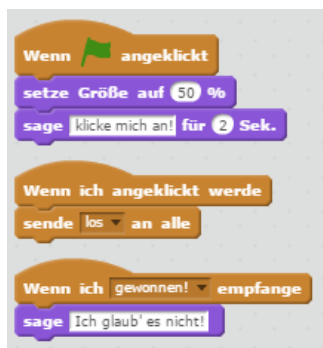 Wenn angeklickt
setze Größe auf 50 %
sage klicke mich an! für 2 Sek.
Wenn ich angeklickt werde
sende los an alle
Wenn ich gewonnen! empfange
sage Ich glaub' es nicht!